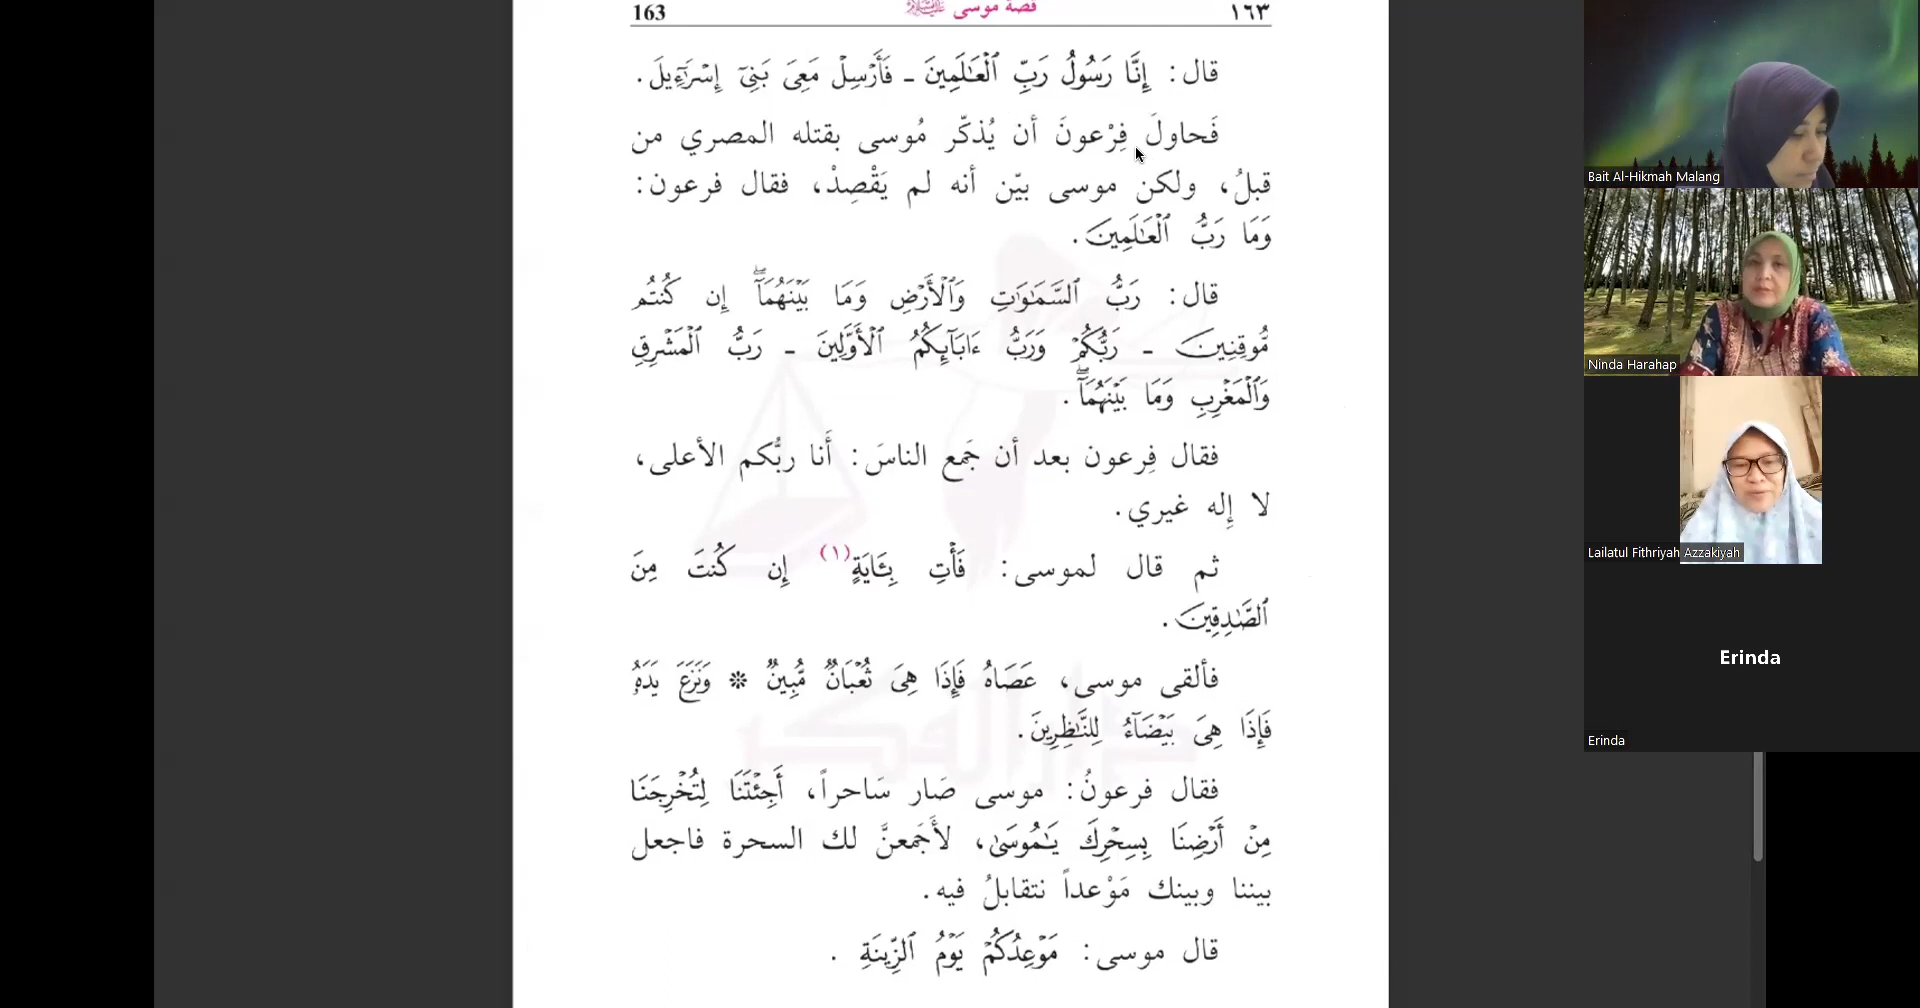 163 قصة موسى عليه السلام ١٦٣
قال: إِنَّا رَسُولُ رَبِّ ٱلْعَٰلَمِينَ - فَأَرْسِلْ مَعِىَ بَنِىٓ إِسْرَٰٓءِيلَ.
فَحاولَ فِرْعونَ أن يُذكّر مُوسى بقتله المصري من
قبلُ، ولكن موسى بيّن أنه لم يَقْصِدْ، فقال فرعون:
وَمَا رَبُّ ٱلْعَٰلَمِينَ.
قال: رَبُّ ٱلسَّمَٰوَٰتِ وَٱلْأَرْضِ وَمَا بَيْنَهُمَآ ۖ إِن كُنتُم
مُّوقِنِينَ - رَبُّكُمْ وَرَبُّ ءَابَآئِكُمُ ٱلْأَوَّلِينَ - رَبُّ ٱلْمَشْرِقِ
وَٱلْمَغْرِبِ وَمَا بَيْنَهُمَآ ۖ.
فقال فِرعون بعد أن جَمع الناسَ: أَنا ربُّكم الأعلى،
لا إِله غيري.
ثم قال لموسى: فَأْتِ بِـَٔايَةٍ(١) إِن كُنتَ مِنَ
ٱلصَّٰدِقِينَ.
فألقى موسى، عَصَاهُ فَإِذَا هِىَ ثُعْبَانٌ مُّبِينٌ * وَنَزَعَ يَدَهُۥ
فَإِذَا هِىَ بَيْضَآءُ لِلنَّٰظِرِينَ.
فقال فرعونُ: موسى صَار سَاحراً، أَجِئْتَنَا لِتُخْرِجَنَا
مِنْ أَرْضِنَا بِسِحْرِكَ يَٰمُوسَىٰ، لأَجَمعنَّ لك السحرة فاجعل
بيننا وبينك مَوْعداً نتقابلُ فيه.
قال موسى: مَوْعِدُكُمْ يَوْمُ ٱلزِّينَةِ .
Bait Al-Hikmah Malang
Ninda Harahap
Lailatul Fithriyah Azzakiyah
Erinda
Erinda